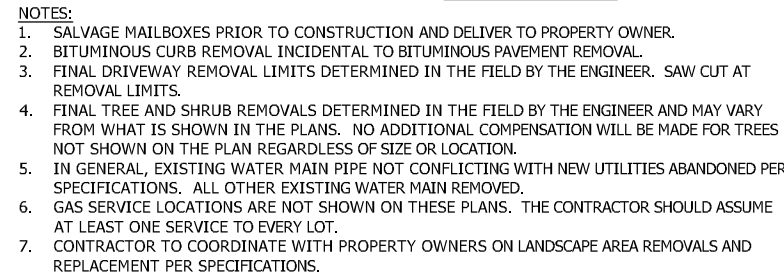 NOTES:
1. SALVAGE MAILBOXES PRIOR TO CONSTRUCTION AND DELIVER TO PROPERTY OWNER.
2. BITUMINOUS CURB REMOVAL INCIDENTAL TO BITUMINOUS PAVEMENT REMOVAL.
3. FINAL DRIVEWAY REMOVAL LIMITS DETERMINED IN THE FIELD BY THE ENGINEER. SAW CUT AT
REMOVAL LIMITS.
4. FINAL TREE AND SHRUB REMOVALS DETERMINED IN THE FIELD BY THE ENGINEER AND MAY VARY
FROM WHAT IS SHOWN IN THE PLANS. NO ADDITIONAL COMPENSATION WILL BE MADE FOR TREES
NOT SHOWN ON THE PLAN REGARDLESS OF SIZE OR LOCATION.
5. IN GENERAL, EXISTING WATER MAIN PIPE NOT CONFLICTING WITH NEW UTILITIES ABANDONED PER
SPECIFICATIONS. ALL OTHER EXISTING WATER MAIN REMOVED.
6. GAS SERVICE LOCATIONS ARE NOT SHOWN ON THESE PLANS. THE CONTRACTOR SHOULD ASSUME
AT LEAST ONE SERVICE TO EVERY LOT.
7. CONTRACTOR TO COORDINATE WITH PROPERTY OWNERS ON LANDSCAPE AREA REMOVALS AND
REPLACEMENT PER SPECIFICATIONS.